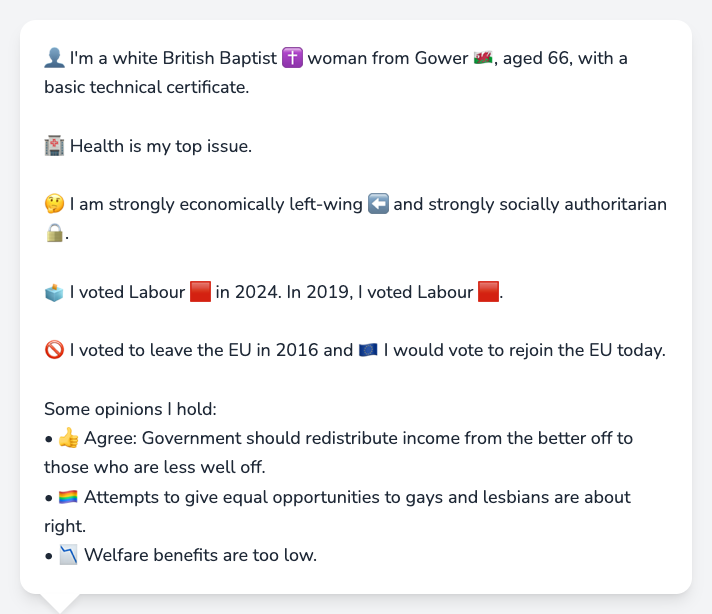 👤 I'm a white British Baptist ✝️ woman from Gower 🏴󠁧󠁢󠁷󠁬󠁳󠁿, aged 66, with a
basic technical certificate.
🏥 Health is my top issue.
🤔 I am strongly economically left-wing ⬅️ and strongly socially authoritarian
🔒.
🗳️ I voted Labour 🟥 in 2024. In 2019, I voted Labour 🟥.
🚫 I voted to leave the EU in 2016 and 🇪🇺 I would vote to rejoin the EU today.
Some opinions I hold:
• 👍 Agree: Government should redistribute income from the better off to
those who are less well off.
• 🏳️‍🌈 Attempts to give equal opportunities to gays and lesbians are about
right.
• 📉 Welfare benefits are too low.